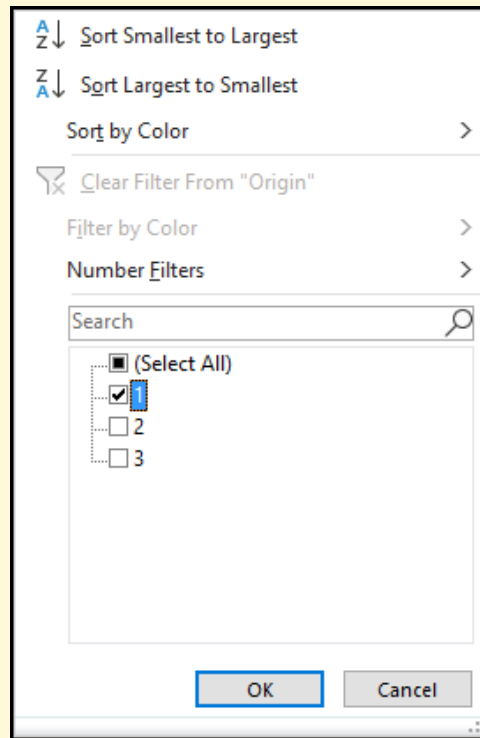 Sort Smallest to Largest
Sort Largest to Smallest
Sort by Color
Clear Filter From "Origin"
Filter by Color
Number Filters
Search
(Select All)
1
2
3
OK Cancel